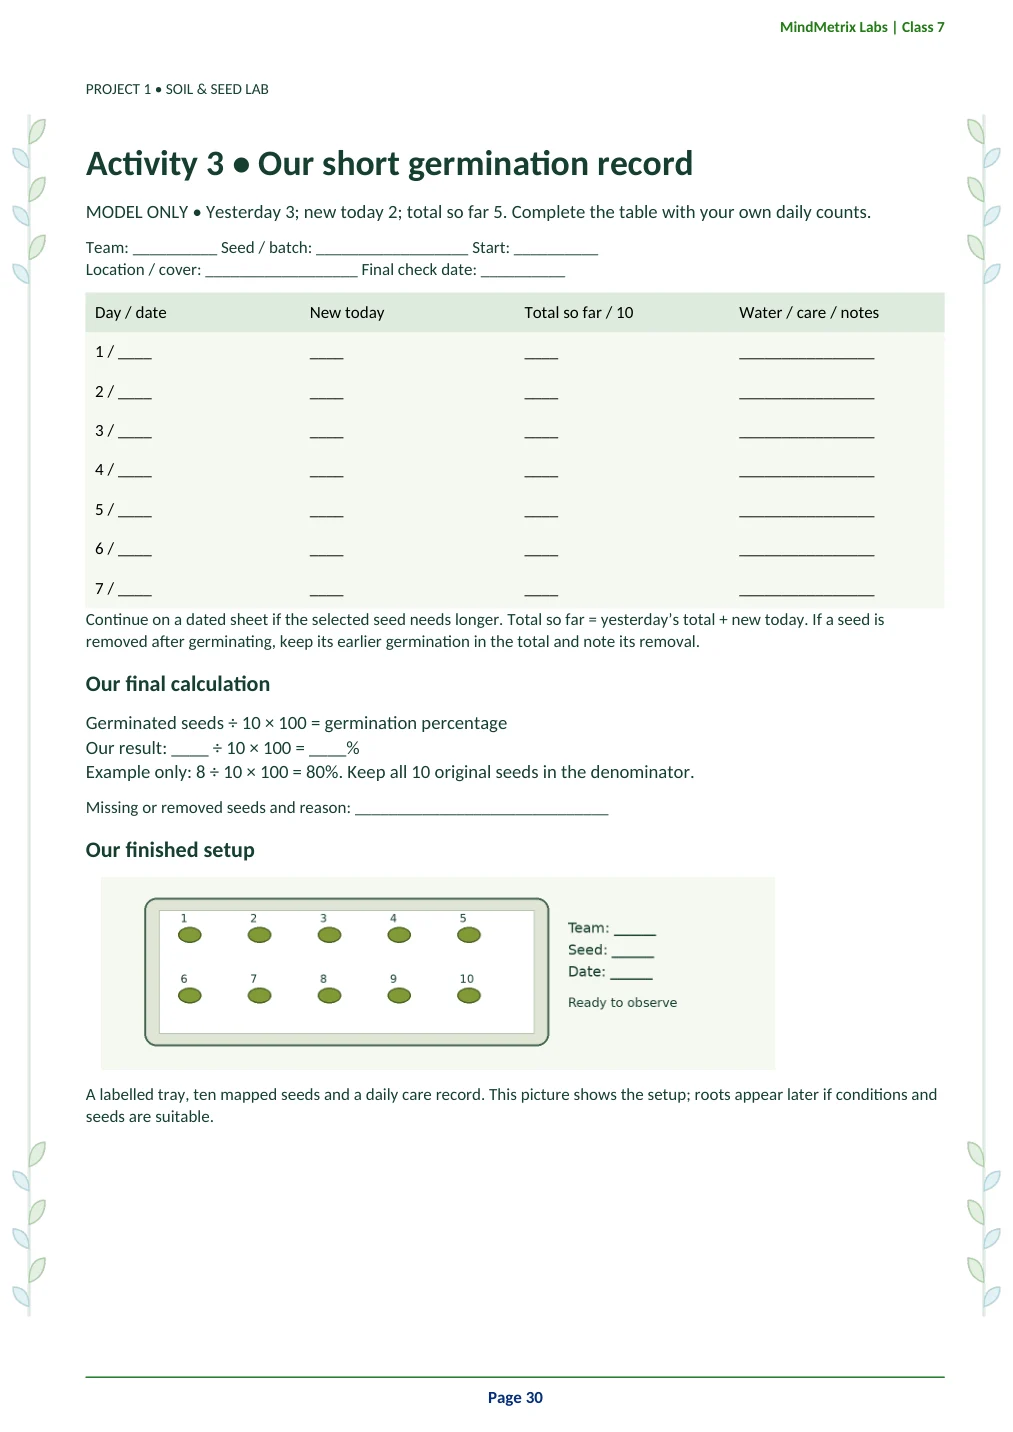 MindMetrix Labs | Class 7
PROJECT 1 • SOIL & SEED LAB
Activity 3 • Our short germination record
MODEL ONLY • Yesterday 3; new today 2; total so far 5. Complete the table with your own daily counts.
Team: __________ Seed / batch: __________________ Start: __________
Location / cover: __________________ Final check date: __________
Day / date New today Total so far / 10 Water / care / notes
1 / ____ ____ ____ ________________
2 / ____ ____ ____ ________________
3 / ____ ____ ____ ________________
4 / ____ ____ ____ ________________
5 / ____ ____ ____ ________________
6 / ____ ____ ____ ________________
7 / ____ ____ ____ ________________
Continue on a dated sheet if the selected seed needs longer. Total so far = yesterday’s total + new today. If a seed is
removed after germinating, keep its earlier germination in the total and note its removal.
Our final calculation
Germinated seeds ÷ 10 × 100 = germination percentage
Our result: ____ ÷ 10 × 100 = ____%
Example only: 8 ÷ 10 × 100 = 80%. Keep all 10 original seeds in the denominator.
Missing or removed seeds and reason: ______________________________
Our finished setup
1 2 3 4 5
6 7 8 9 10
Team: _____
Seed: _____
Date: _____
Ready to observe
A labelled tray, ten mapped seeds and a daily care record. This picture shows the setup; roots appear later if conditions and
seeds are suitable.
Page 30